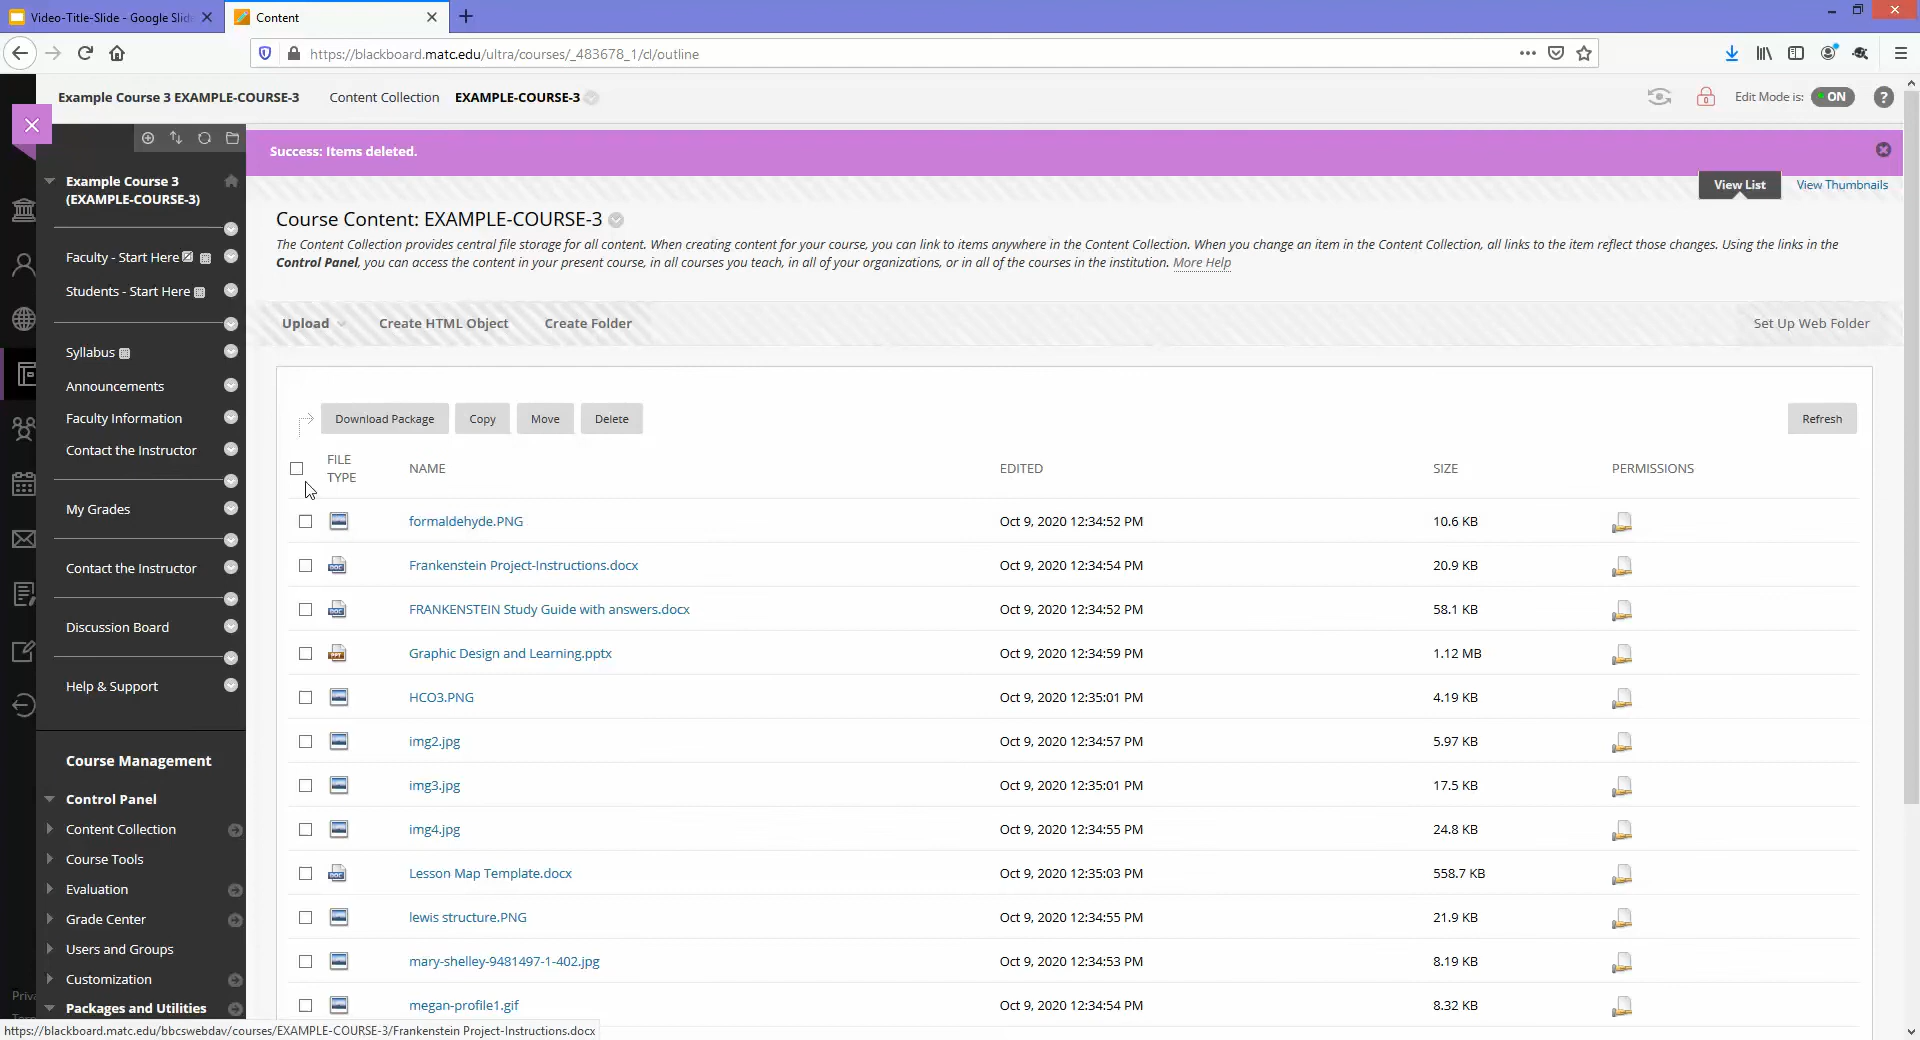 Video-Title-Slide - Google Slid
Content
https://blackboard.matc.edu/ultra/courses/_483678_1/cl/outline
Example Course 3 EXAMPLE-COURSE-3
Content Collection
EXAMPLE-COURSE-3
Edit Mode is:
ON
?
Success: Items deleted.
View List
View Thumbnails
Example Course 3
(EXAMPLE-COURSE-3)
Faculty - Start Here
Students - Start Here
Syllabus
Announcements
Faculty Information
Contact the Instructor
My Grades
Contact the Instructor
Discussion Board
Help & Support
Course Management
Control Panel
Content Collection
Course Tools
Evaluation
Grade Center
Users and Groups
Customization
Packages and Utilities
Priva
Course Content: EXAMPLE-COURSE-3
The Content Collection provides central file storage for all content. When creating content for your course, you can link to items anywhere in the Content Collection. When you change an item in the Content Collection, all links to the item reflect those changes. Using the links in the
Control Panel, you can access the content in your present course, in all courses you teach, in all of your organizations, or in all of the courses in the institution. More Help
Upload
Create HTML Object
Create Folder
Set Up Web Folder
Download Package
Copy
Move
Delete
Refresh
FILE
TYPE
NAME
EDITED
SIZE
PERMISSIONS
formaldehyde.PNG Oct 9, 2020 12:34:52 PM 10.6 KB
Frankenstein Project-Instructions.docx Oct 9, 2020 12:34:54 PM 20.9 KB
FRANKENSTEIN Study Guide with answers.docx Oct 9, 2020 12:34:52 PM 58.1 KB
Graphic Design and Learning.pptx Oct 9, 2020 12:34:59 PM 1.12 MB
HCO3.PNG Oct 9, 2020 12:35:01 PM 4.19 KB
img2.jpg Oct 9, 2020 12:34:57 PM 5.97 KB
img3.jpg Oct 9, 2020 12:35:01 PM 17.5 KB
img4.jpg Oct 9, 2020 12:34:55 PM 24.8 KB
Lesson Map Template.docx Oct 9, 2020 12:35:03 PM 558.7 KB
lewis structure.PNG Oct 9, 2020 12:34:55 PM 21.9 KB
mary-shelley-9481497-1-402.jpg Oct 9, 2020 12:34:53 PM 8.19 KB
megan-profile1.gif Oct 9, 2020 12:34:54 PM 8.32 KB
https://blackboard.matc.edu/bbcswebdav/courses/EXAMPLE-COURSE-3/Frankenstein Project-Instructions.docx